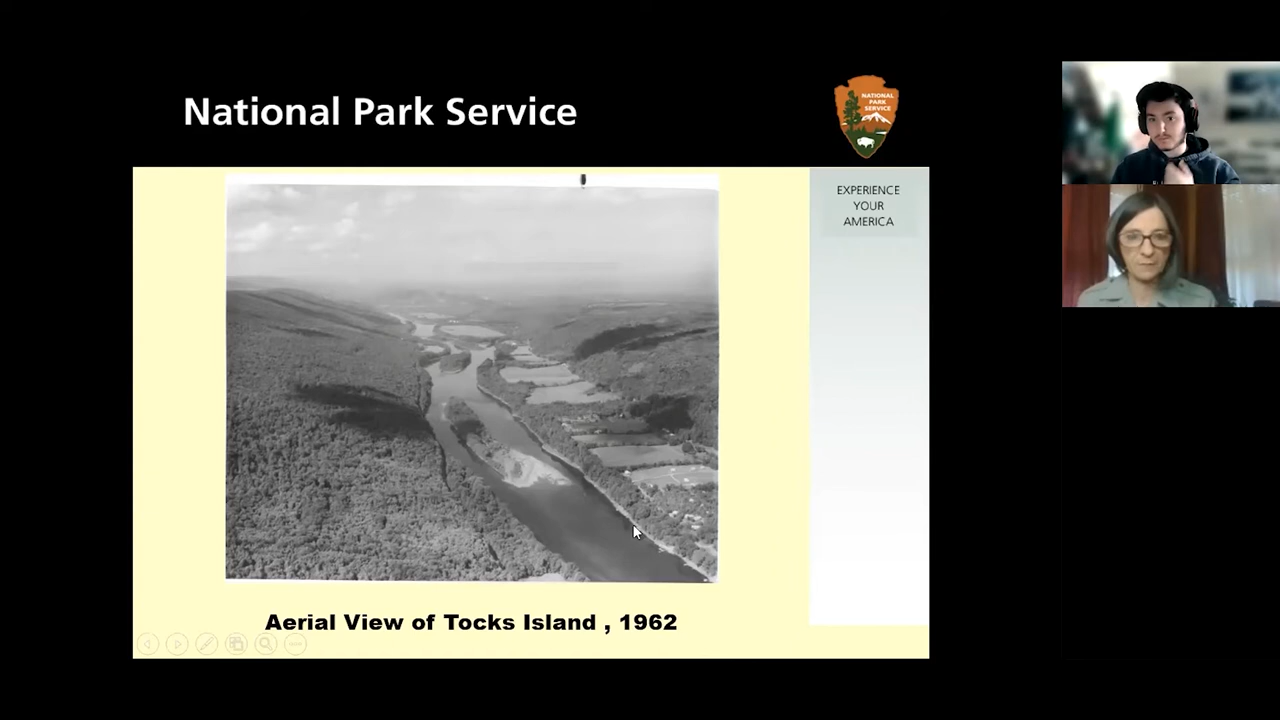 National Park Service
NATIONAL
PARK
SERVICE
EXPERIENCE
YOUR
AMERICA
Aerial View of Tocks Island , 1962